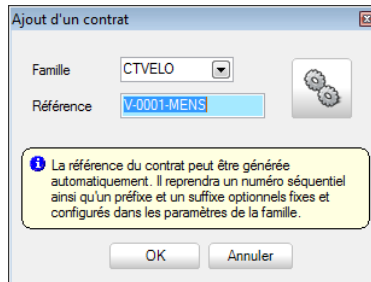 Ajout d'un contrat
Famille CTVELO
Référence V-0001-MENS
La référence du contrat peut être générée
automatiquement. Il reprendra un numéro séquentiel
ainsi qu'un préfixe et un suffixe optionnels fixes et
configurés dans les paramètres de la famille.
OK Annuler